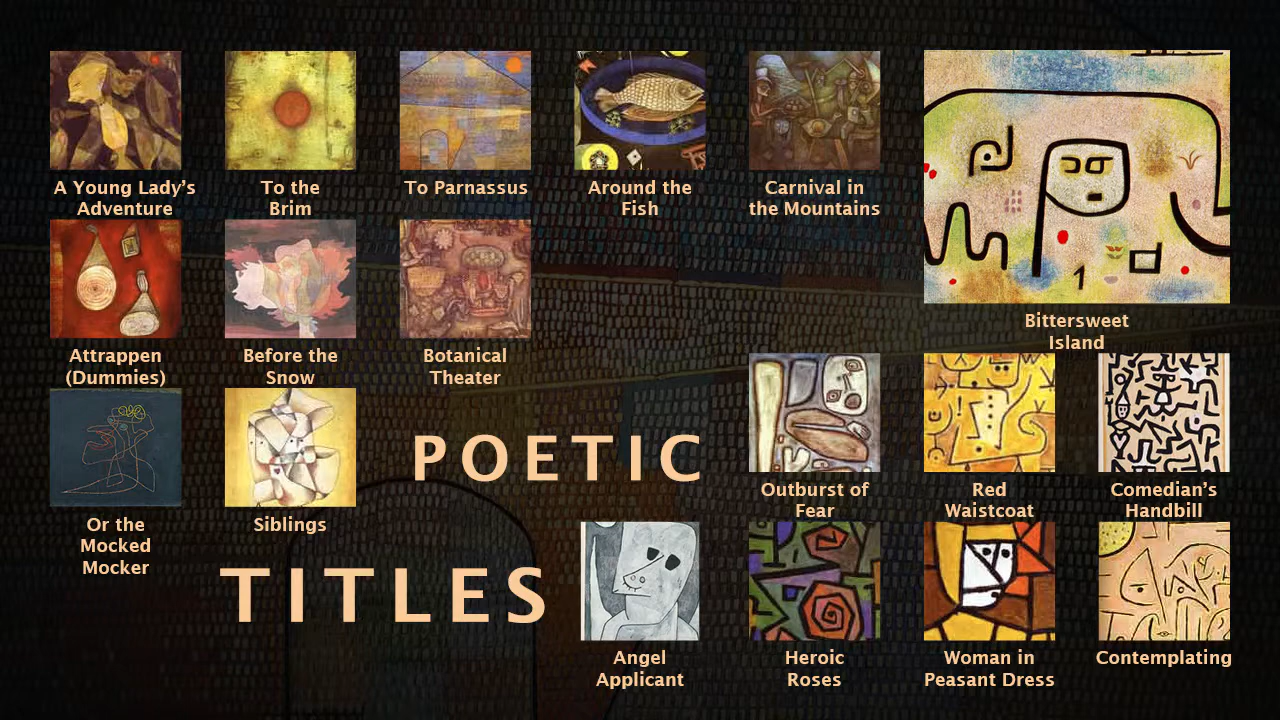 A Young Lady's
Adventure
To the
Brim
To Parnassus
Around the
Fish
Carnival in
the Mountains
Bittersweet
Island
Attrappen
(Dummies)
Before the
Snow
Botanical
Theater
Or the
Mocked
Mocker
Siblings
POETIC
TITLES
Outburst of
Fear
Red
Waistcoat
Comedian's
Handbill
Angel
Applicant
Heroic
Roses
Woman in
Peasant Dress
Contemplating